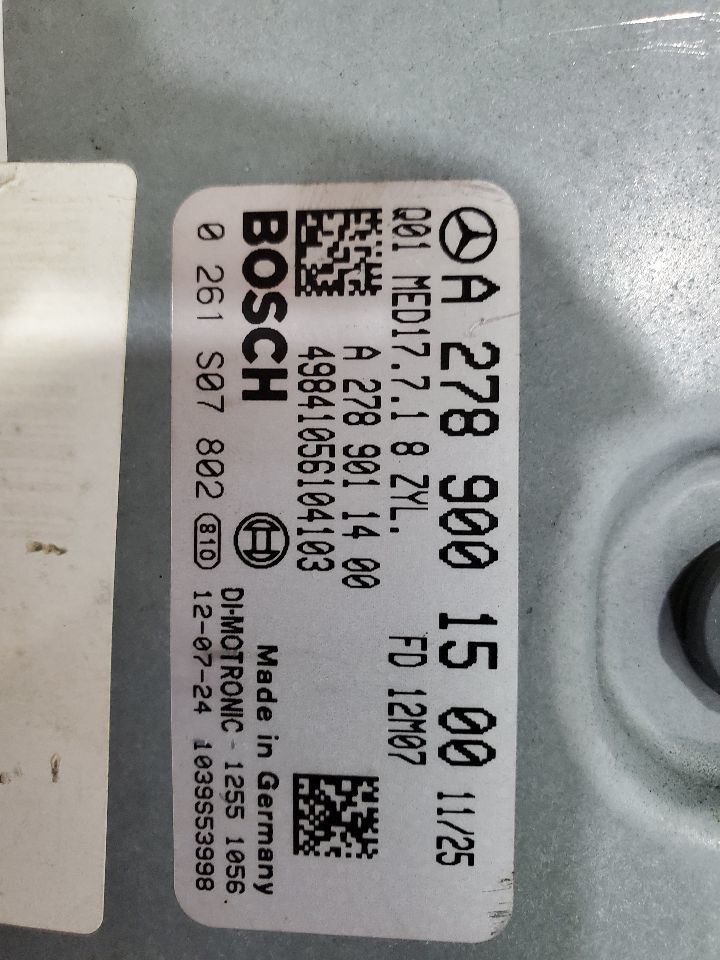 A 278 900 15 00 11/25
Q01 MED17.7.1 8 ZYL. FD 12M07
A 278 901 14 00
49841056104103
BOSCH
Made in Germany
DI-MOTRONIC - 1255 1056
0 261 S07 802 810 12-07-24 1039S53998